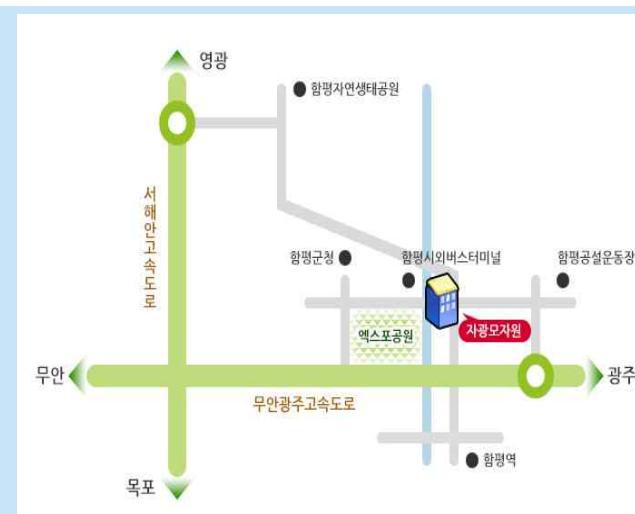 영광
함평자연생태공원
서해안고속도로
함평군청
함평시외버스터미널
함평공설운동장
엑스포공원
자광모자원
무안
광주
무안광주고속도로
함평역
목포